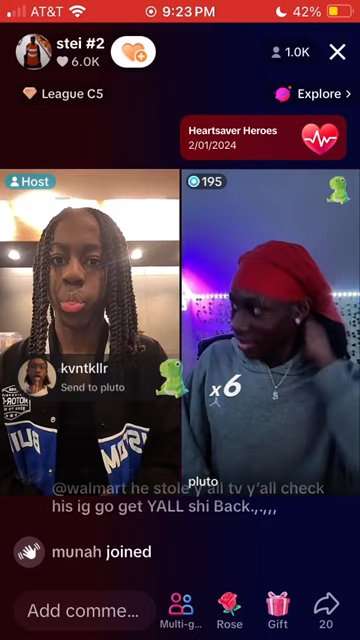 AT&T
9:23 PM
42%
stei #2
6.0K
1.0K
League C5
Explore >
Heartsaver Heroes
2/01/2024
Host
195
kvntkllr
Send to pluto
x6
pluto
@walmart he stole y'all tv y'all check
his ig go get YALL shi Back.,.,,,
munah joined
Add comme...
Multi-g...
Rose
Gift
20